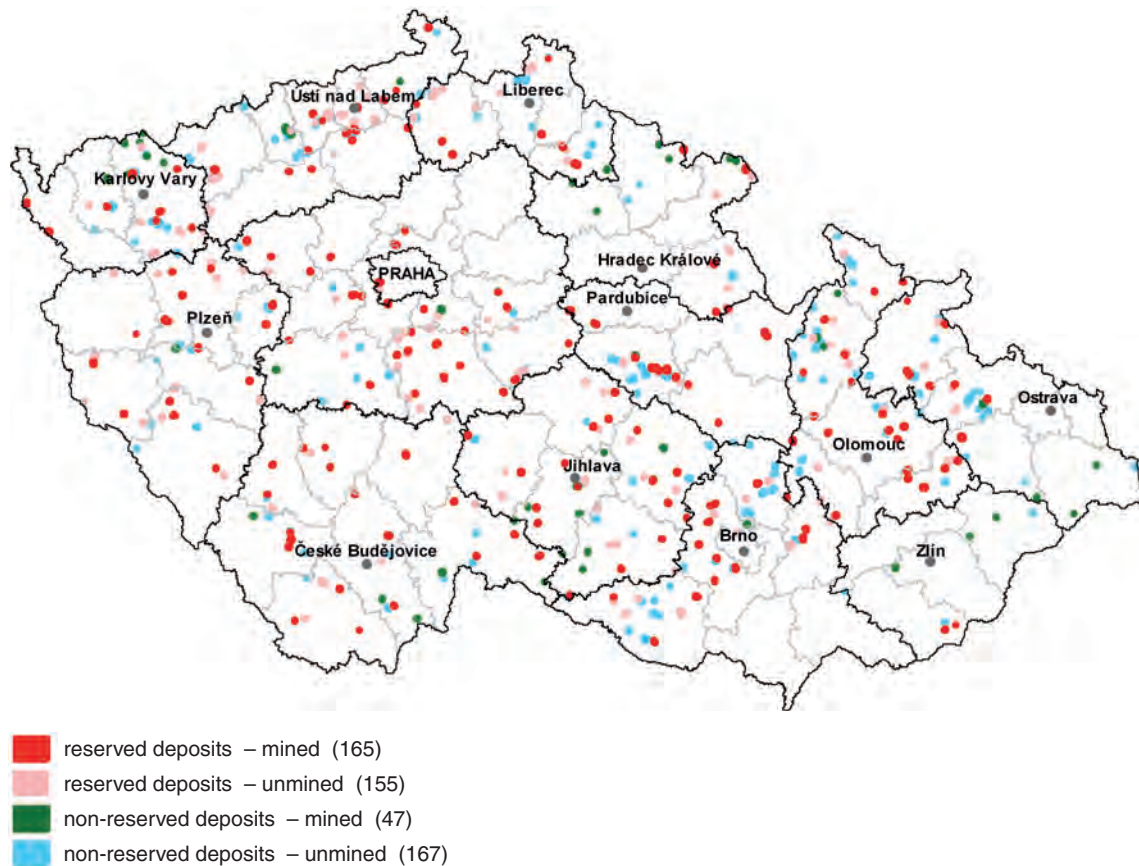 Ústí nad Labem
Liberec
Karlovy Vary
Hradec Králové
PRAHA
Pardubice
Plzeň
Ostrava
Olomouc
Jihlava
Brno
České Budějovice
Zlín
reserved deposits – mined (165)
reserved deposits – unmined (155)
non-reserved deposits – mined (47)
non-reserved deposits – unmined (167)